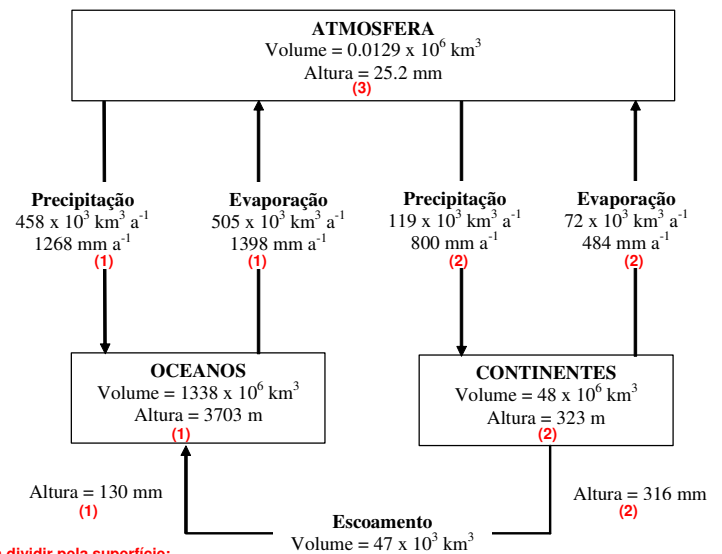 ATMOSFERA
Volume = 0.0129 x 10⁶ km³
Altura = 25.2 mm
(3)
Precipitação
458 x 10³ km³ a⁻¹
1268 mm a⁻¹
(1)
Evaporação
505 x 10³ km³ a⁻¹
1398 mm a⁻¹
(1)
Precipitação
119 x 10³ km³ a⁻¹
800 mm a⁻¹
(2)
Evaporação
72 x 10³ km³ a⁻¹
484 mm a⁻¹
(2)
OCEANOS
Volume = 1338 x 10⁶ km³
Altura = 3703 m
(1)
CONTINENTES
Volume = 48 x 10⁶ km³
Altura = 323 m
(2)
Altura = 130 mm
(1)
Altura = 316 mm
(2)
Escoamento
Volume = 47 x 10³ km³
dividir pela superfície: